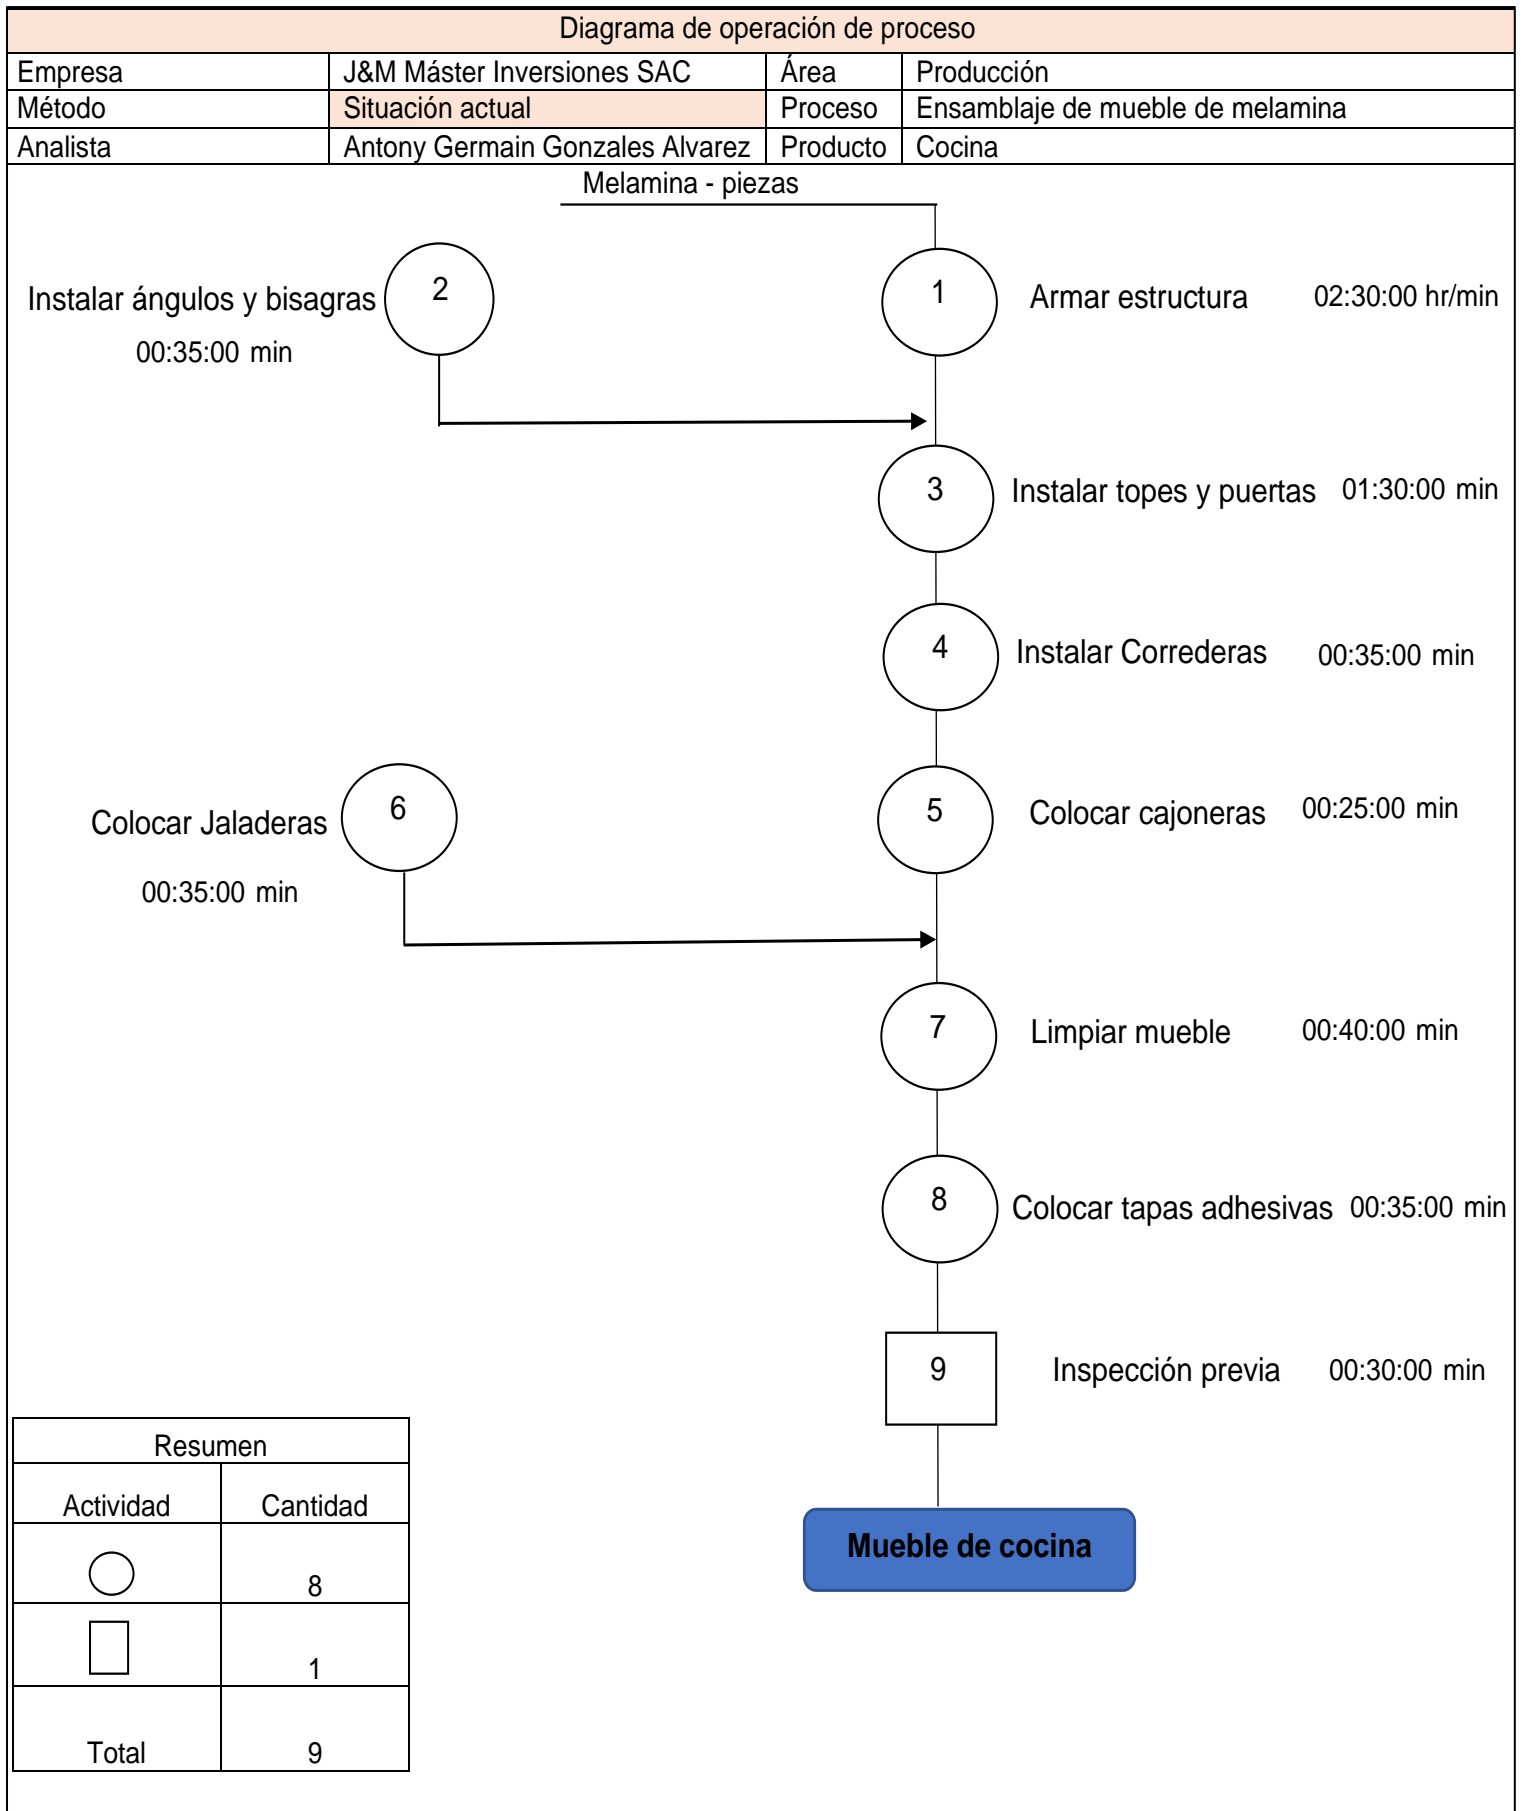 Diagrama de operación de proceso
Empresa J&M Máster Inversiones SAC Área Producción
Método Situación actual Proceso Ensamblaje de mueble de melamina
Analista Antony Germain Gonzales Alvarez Producto Cocina
Melamina - piezas
Instalar ángulos y bisagras 2 1 Armar estructura 02:30:00 hr/min
00:35:00 min
3 Instalar topes y puertas 01:30:00 min
4 Instalar Correderas 00:35:00 min
Colocar Jaladeras 6 5 Colocar cajoneras 00:25:00 min
00:35:00 min
7 Limpiar mueble 00:40:00 min
8 Colocar tapas adhesivas 00:35:00 min
9 Inspección previa 00:30:00 min
Resumen
Actividad Cantidad
Mueble de cocina
8
1
Total 9